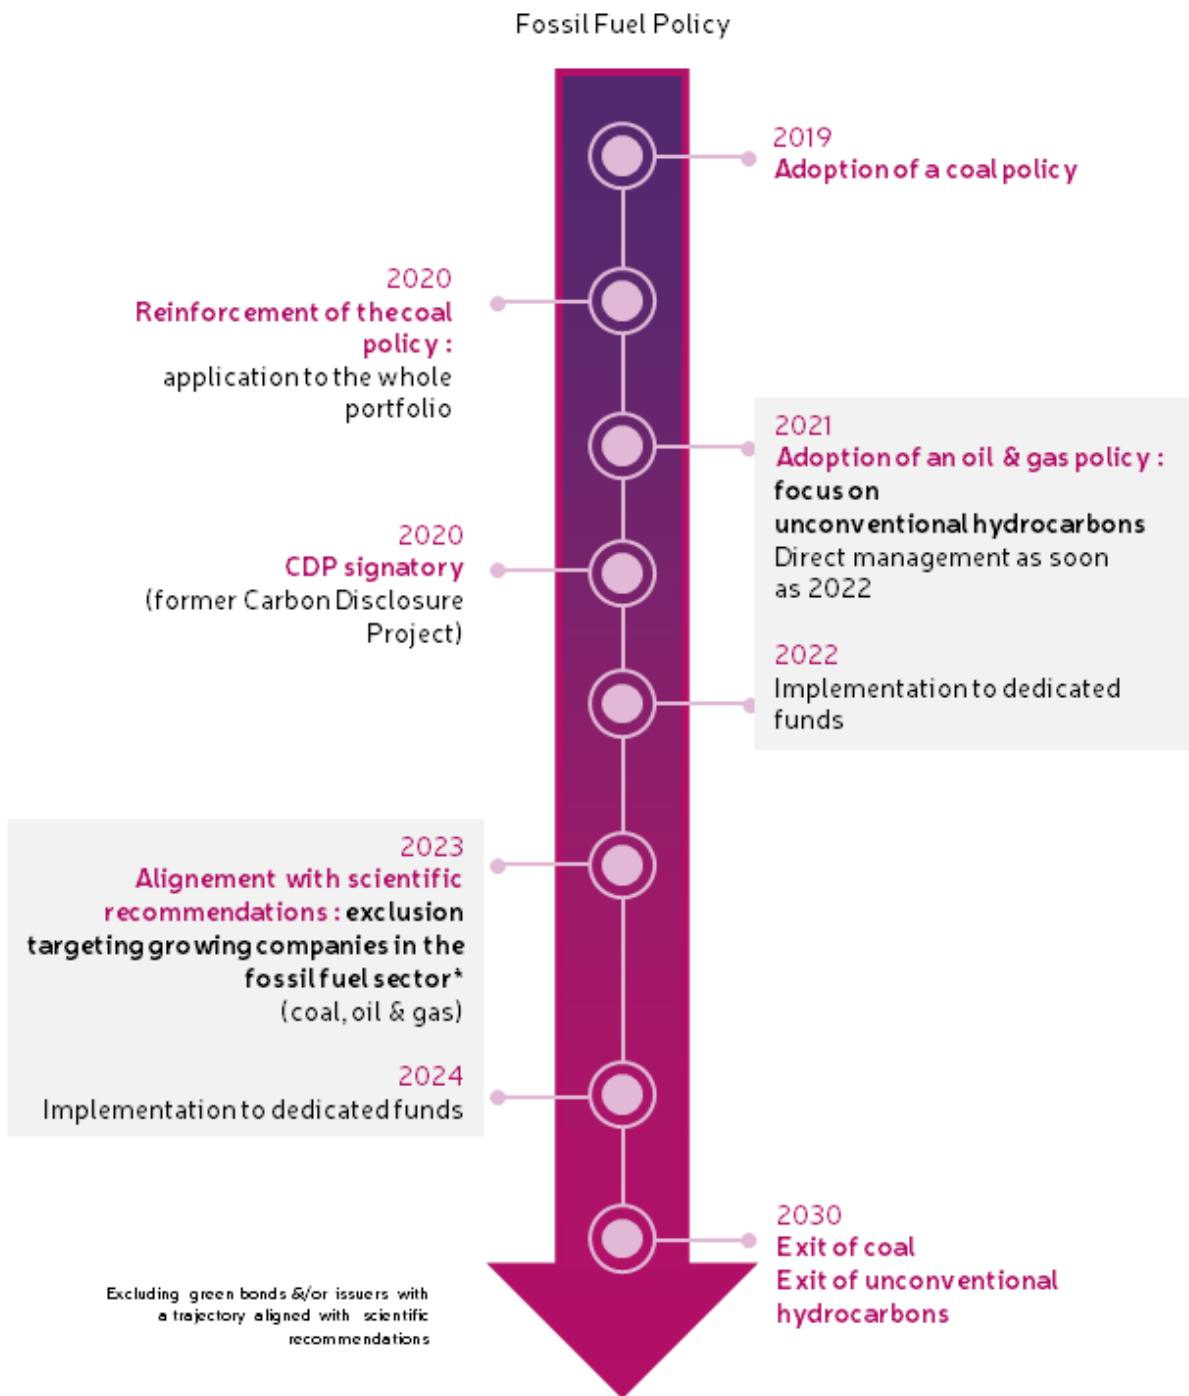 Fossil Fuel Policy
2019
Adoption of a coal policy
2020
Reinforcement of the coal
policy :
application to the whole
portfolio
2021
Adoption of an oil & gas policy :
focus on
unconventional hydrocarbons
Direct management as soon
as 2022
2020
CDP signatory
(former Carbon Disclosure
Project)
2022
Implementation to dedicated
funds
2023
Alignement with scientific
recommendations : exclusion
targeting growing companies in the
fossil fuel sector*
(coal, oil & gas)
2024
Implementation to dedicated funds
2030
Exit of coal
Exit of unconventional
hydrocarbons
Excluding green bonds &/or issuers with
a trajectory aligned with scientific
recommendations